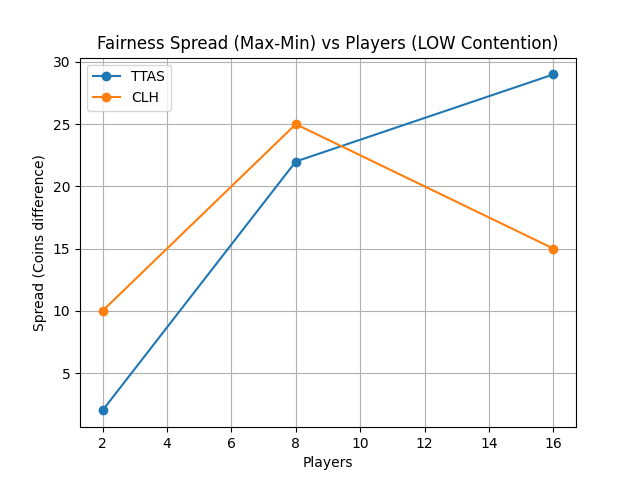 Fairness Spread (Max-Min) vs Players (LOW Contention)
TTAS
CLH
Spread (Coins difference)
30
25
20
15
10
5
2 4 6 8 10 12 14 16
Players